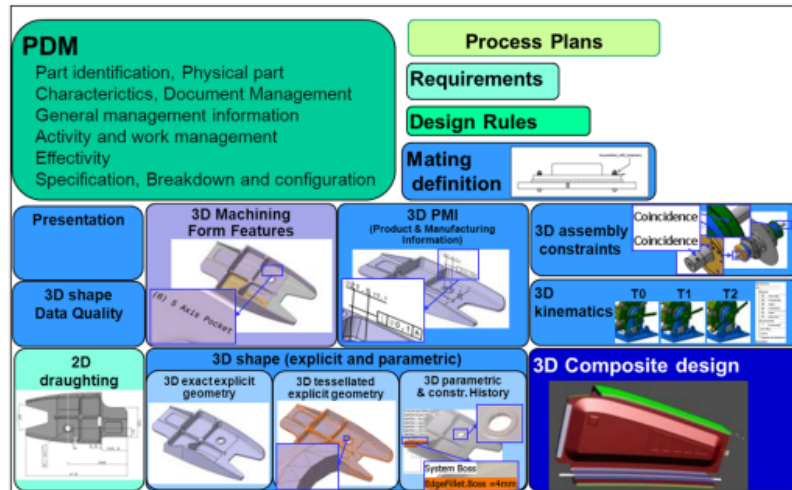 PDM
Part identification, Physical part
Characterictics, Document Management
General management information
Activity and work management
Effectivity
Specification, Breakdown and configuration
Process Plans
Requirements
Design Rules
Mating
definition
Presentation
3D shape
Data Quality
3D Machining
Form Features
(6) 5 Axis Pocket
3D PMI
(Product & Manufacturing
Information)
3D assembly
constraints
Coincidence
Coincidence
3D
kinematics
T0
T1
T2
2D
draughting
3D shape (explicit and parametric)
3D exact explicit
geometry
3D tessellated
explicit geometry
3D parametric
& constr. History
System Boss
EdgeFillet.Boss =4mm
3D Composite design